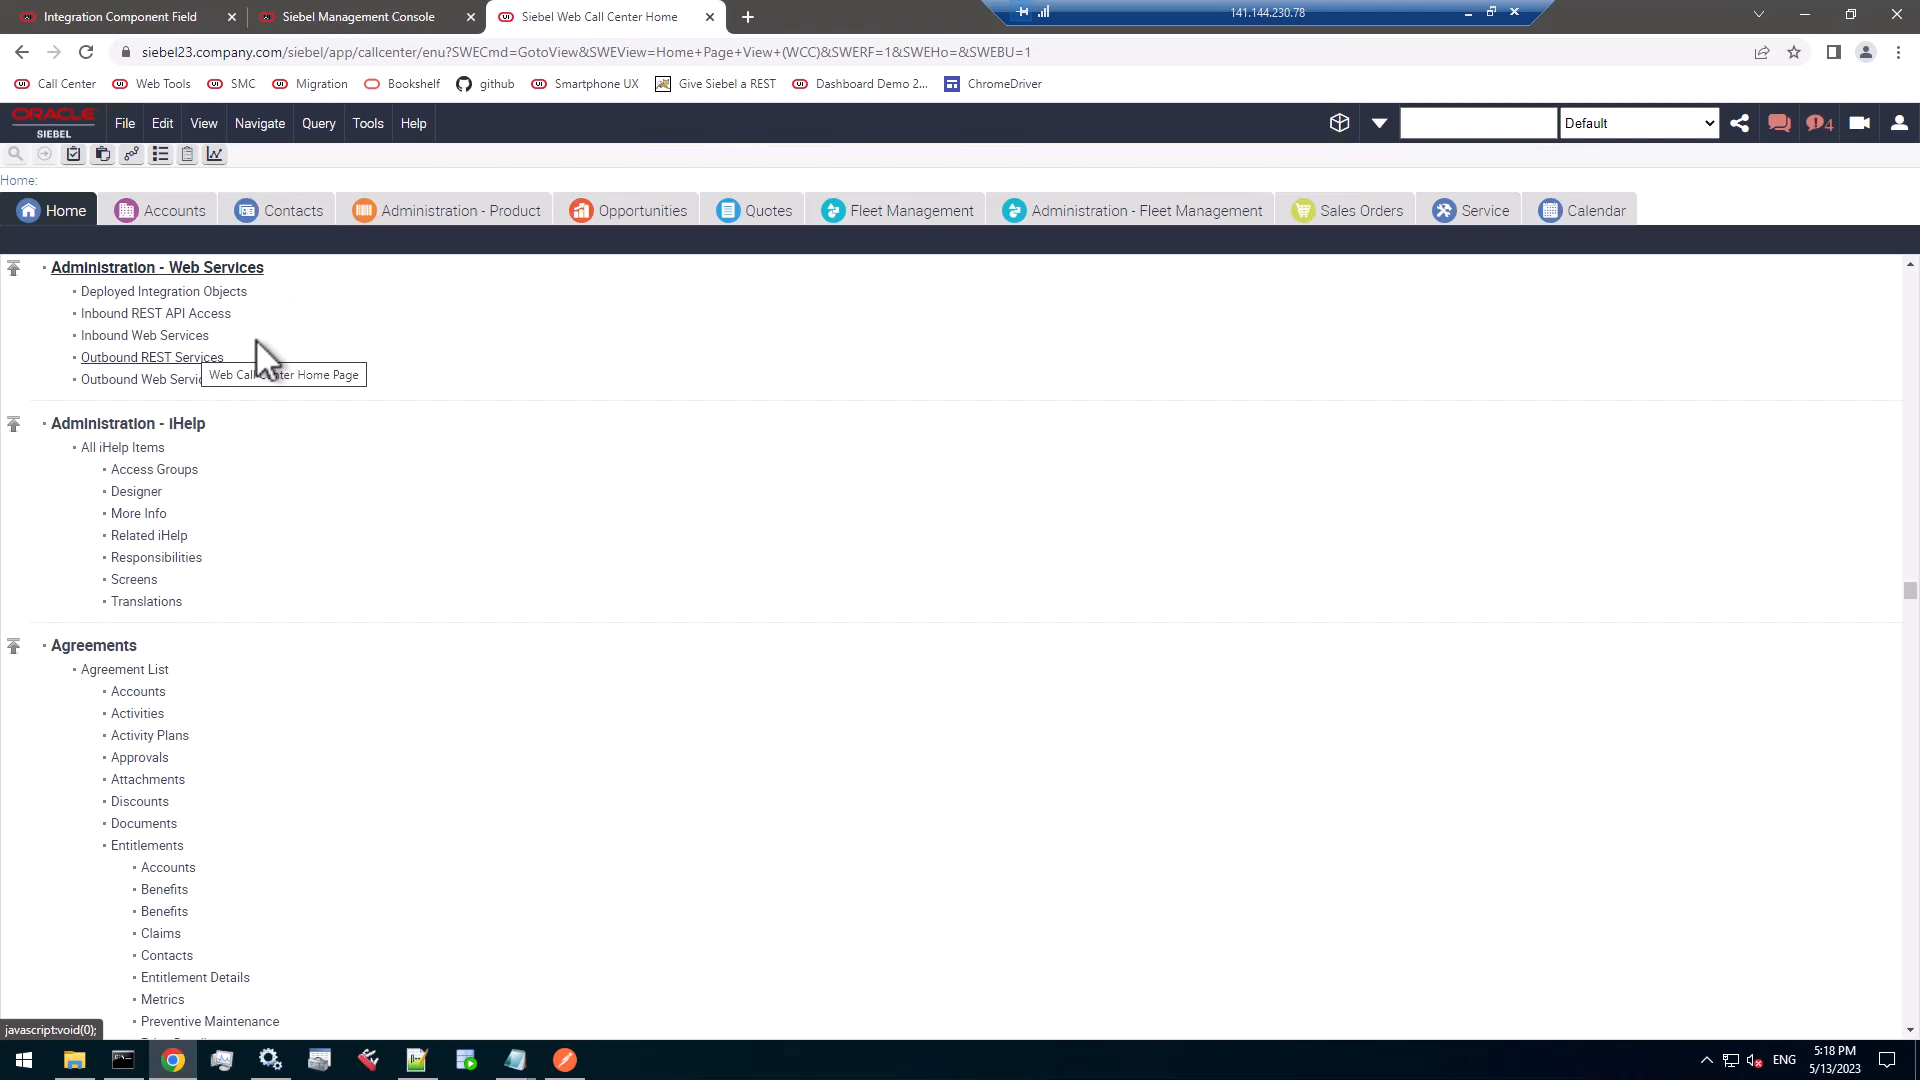 Integration Component Field
Siebel Management Console
Siebel Web Call Center Home
141.144.230.78
siebel23.company.com/siebel/app/callcenter/enu?SWECmd=GotoView&SWEView=Home+Page+View+(WCC)&SWERF=1&SWEHo=&SWEBU=1
Call Center
Web Tools
SMC
Migration
Bookshelf
github
Smartphone UX
Give Siebel a REST
Dashboard Demo 2...
ChromeDriver
ORACLE
SIEBEL
File
Edit
View
Navigate
Query
Tools
Help
Default
4
Home:
Home
Accounts
Contacts
Administration - Product
Opportunities
Quotes
Fleet Management
Administration - Fleet Management
Sales Orders
Service
Calendar
Administration - Web Services
Deployed Integration Objects
Inbound REST API Access
Inbound Web Services
Outbound REST Services
Outbound Web Servic
Web Call Center Home Page
Administration - iHelp
All iHelp Items
Access Groups
Designer
More Info
Related iHelp
Responsibilities
Screens
Translations
Agreements
Agreement List
Accounts
Activities
Activity Plans
Approvals
Attachments
Discounts
Documents
Entitlements
Accounts
Benefits
Benefits
Claims
Contacts
Entitlement Details
Metrics
Preventive Maintenance
javascript:void(0);
ENG
5:18 PM
5/13/2023